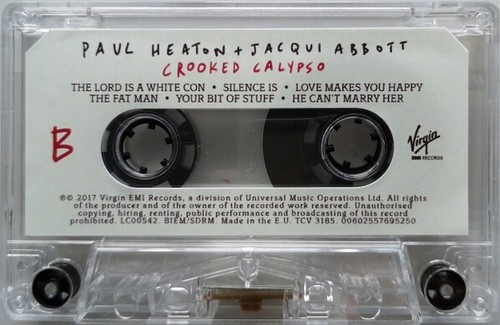 PAUL HEATON + JACQUI ABBOTT
CROOKED CALYPSO
THE LORD IS A WHITE CON • SILENCE IS • LOVE MAKES YOU HAPPY
THE FAT MAN • YOUR BIT OF STUFF • HE CAN'T MARRY HER
B
Virgin
EMI RECORDS
℗© 2017 Virgin EMI Records, a division of Universal Music Operations Ltd. All rights
of the producer and of the owner of the recorded work reserved. Unauthorised
copying, hiring, renting, public performance and broadcasting of this record
prohibited. LC00542. BIEM/SDRM. Made in the E.U. TCV 3185. 00602557695250